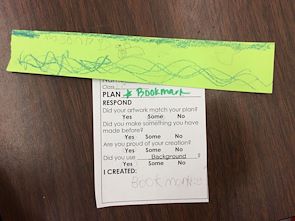 Name
Class
PLAN * Bookmark
RESPOND
Did your artwork match your plan?
Yes Some No
Did you make something you have
made before?
Yes Some No
Are you proud of your creation?
Yes Some No
Did you use Background ?
Yes Some No
I CREATED: